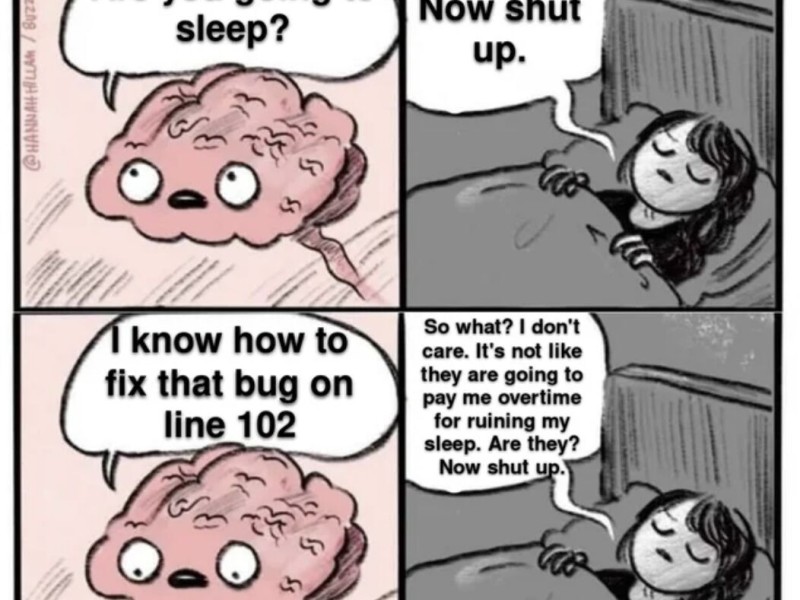 sleep?
Now shut
up.
@HANNAHHILLAM /
I know how to
fix that bug on
line 102
So what? I don't
care. It's not like
they are going to
pay me overtime
for ruining my
sleep. Are they?
Now shut up.